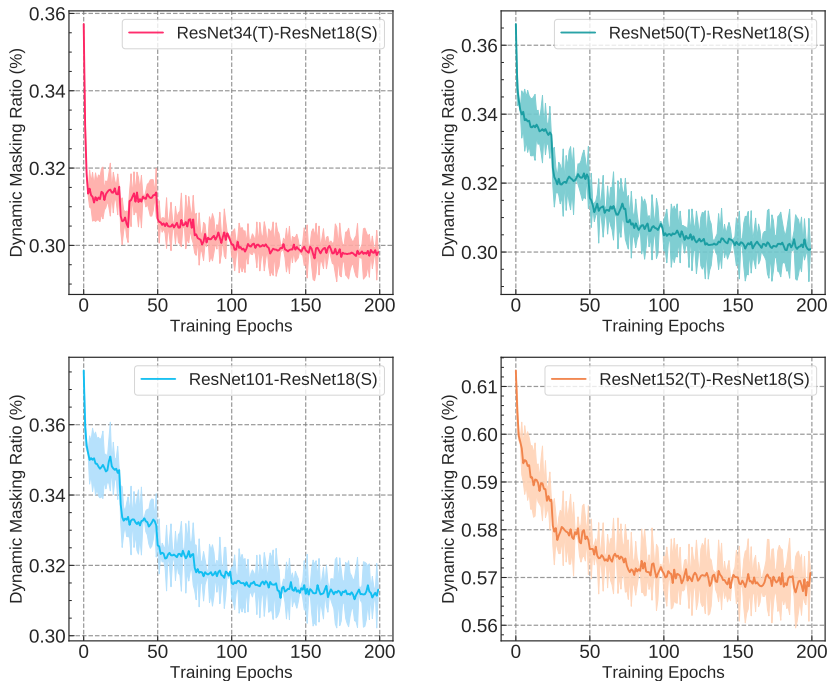 ResNet34(T)-ResNet18(S)
Dynamic Masking Ratio (%)
0.36
0.34
0.32
0.30
0 50 100 150 200
Training Epochs
ResNet50(T)-ResNet18(S)
Dynamic Masking Ratio (%)
0.36
0.34
0.32
0.30
0 50 100 150 200
Training Epochs
ResNet101-ResNet18(S)
Dynamic Masking Ratio (%)
0.36
0.34
0.32
0.30
0 50 100 150 200
Training Epochs
ResNet152(T)-ResNet18(S)
Dynamic Masking Ratio (%)
0.61
0.60
0.59
0.58
0.57
0.56
0 50 100 150 200
Training Epochs